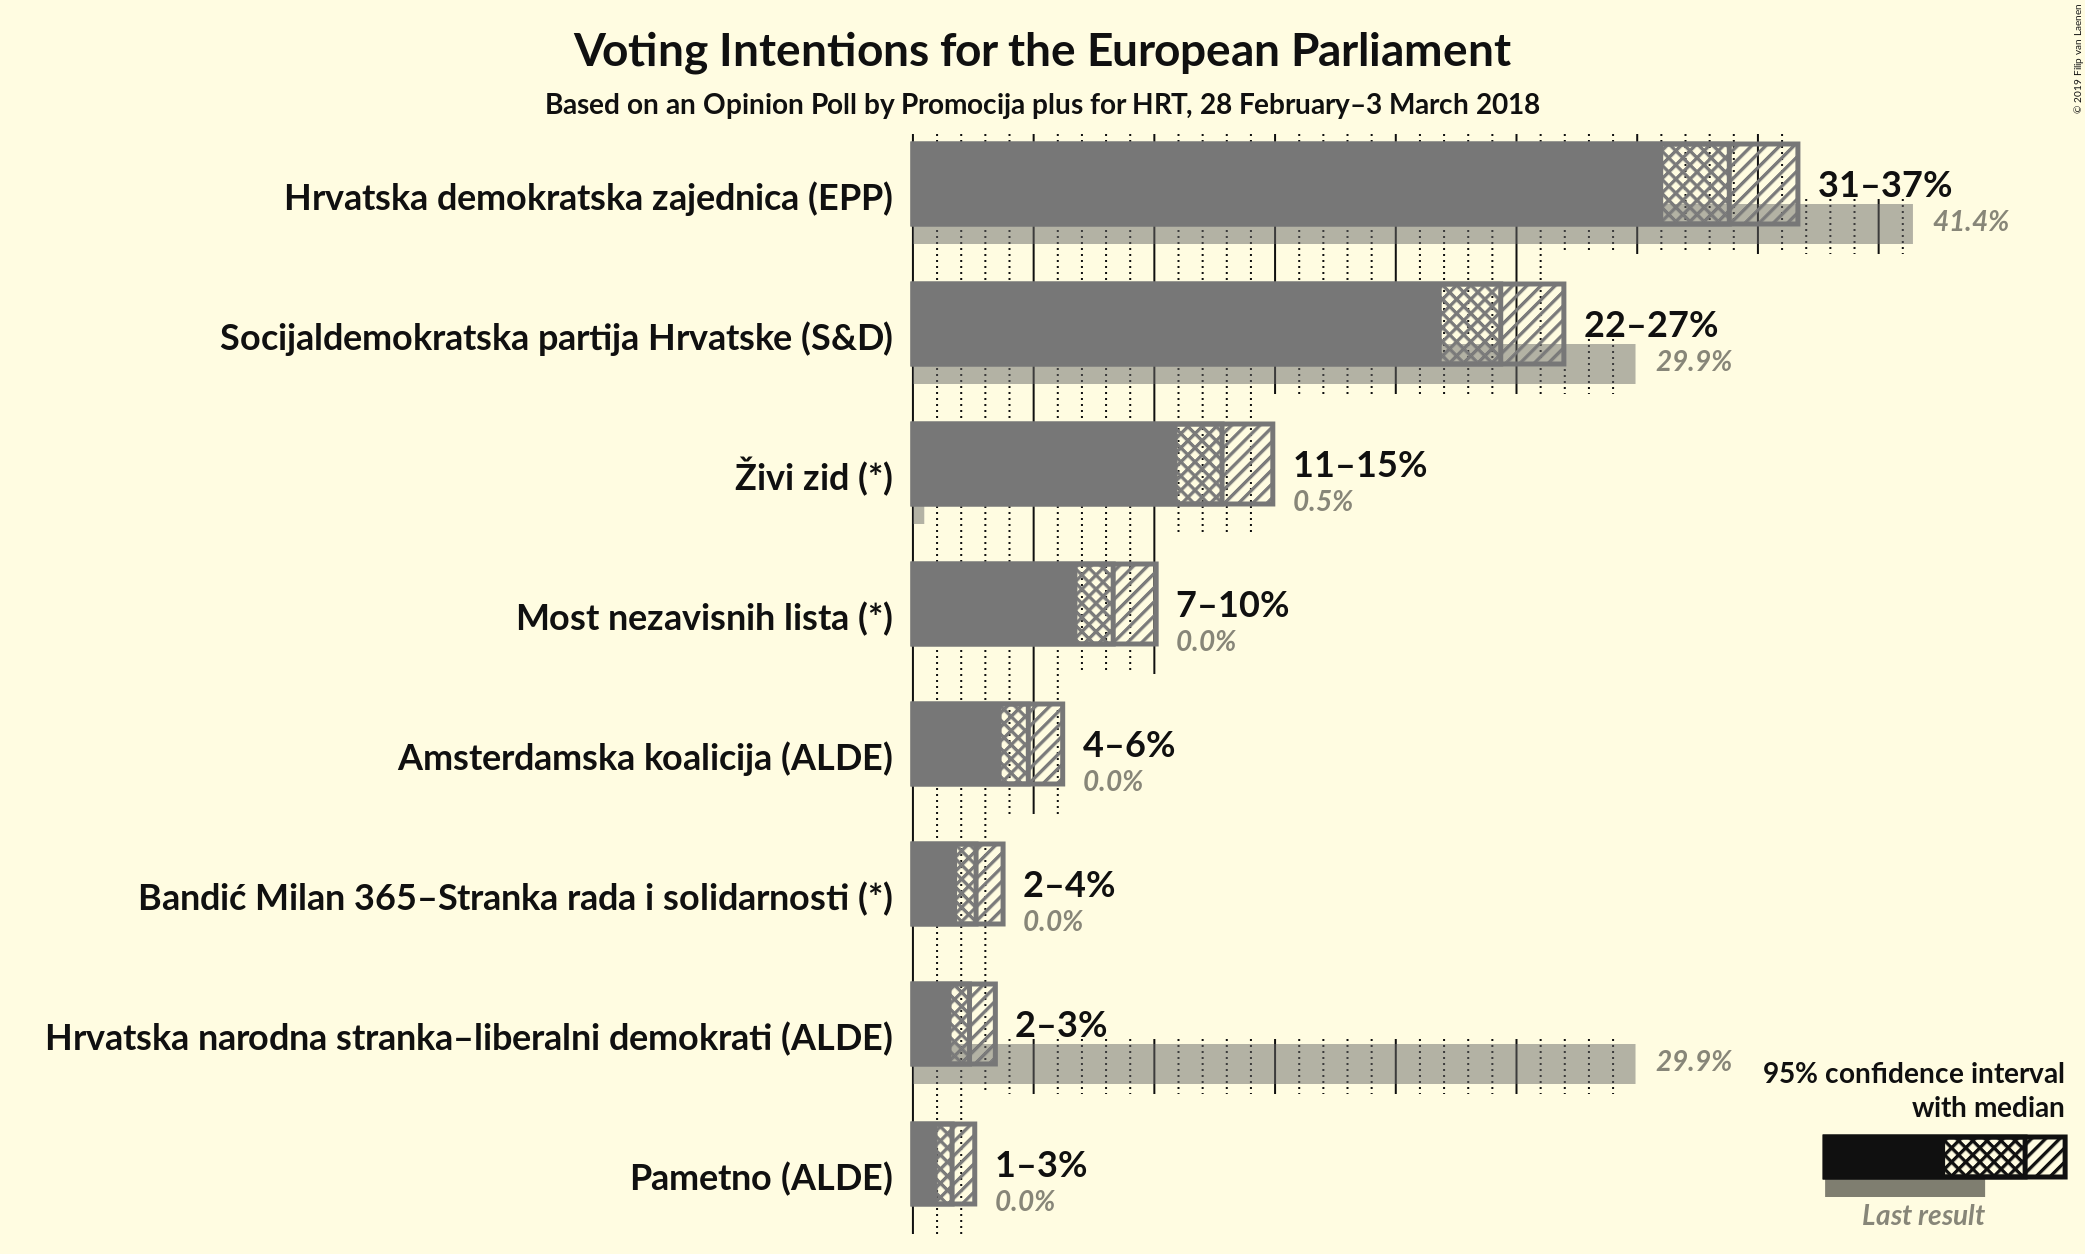 Voting Intentions for the European Parliament
Based on an Opinion Poll by Promocija plus for HRT, 28 February–3 March 2018
© 2019 Filip van Laenen
Hrvatska demokratska zajednica (EPP)
31–37%
41.4%
Socijaldemokratska partija Hrvatske (S&D)
22–27%
29.9%
Živi zid (*)
11–15%
0.5%
Most nezavisnih lista (*)
7–10%
0.0%
Amsterdamska koalicija (ALDE)
4–6%
0.0%
Bandić Milan 365–Stranka rada i solidarnosti (*)
2–4%
0.0%
Hrvatska narodna stranka–liberalni demokrati (ALDE)
2–3%
29.9%
Pametno (ALDE)
1–3%
0.0%
95% confidence interval
with median
Last result